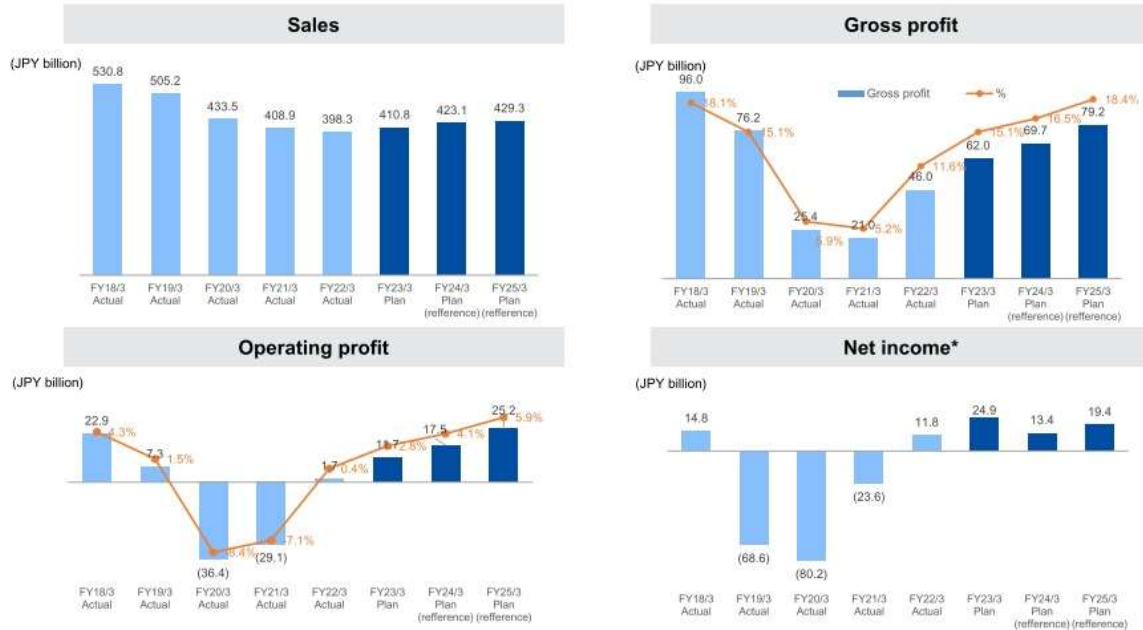 Sales
(JPY billion)
530.8
505.2
433.5
408.9
398.3
410.8
423.1
429.3
FY18/3
Actual
FY19/3
Actual
FY20/3
Actual
FY21/3
Actual
FY22/3
Actual
FY23/3
Plan
FY24/3
Plan
(refference)
FY25/3
Plan
(refference)
Gross profit
(JPY billion)
Gross profit
%
96.0
18.1%
76.2
15.1%
25.4
5.9%
21.0
5.2%
46.0
11.6%
62.0
15.1%
69.7
16.5%
79.2
18.4%
FY18/3
Actual
FY19/3
Actual
FY20/3
Actual
FY21/3
Actual
FY22/3
Actual
FY23/3
Plan
FY24/3
Plan
(refference)
FY25/3
Plan
(refference)
Operating profit
(JPY billion)
22.9
4.3%
7.3
1.5%
(36.4)
-8.4%
(29.1)
-7.1%
1.7
0.4%
11.7
2.8%
17.5
4.1%
25.2
5.9%
FY18/3
Actual
FY19/3
Actual
FY20/3
Actual
FY21/3
Actual
FY22/3
Actual
FY23/3
Plan
FY24/3
Plan
(refference)
FY25/3
Plan
(refference)
Net income*
(JPY billion)
14.8
(68.6)
(80.2)
(23.6)
11.8
24.9
13.4
19.4
FY18/3
Actual
FY19/3
Actual
FY20/3
Actual
FY21/3
Actual
FY22/3
Actual
FY23/3
Plan
FY24/3
Plan
(refference)
FY25/3
Plan
(refference)